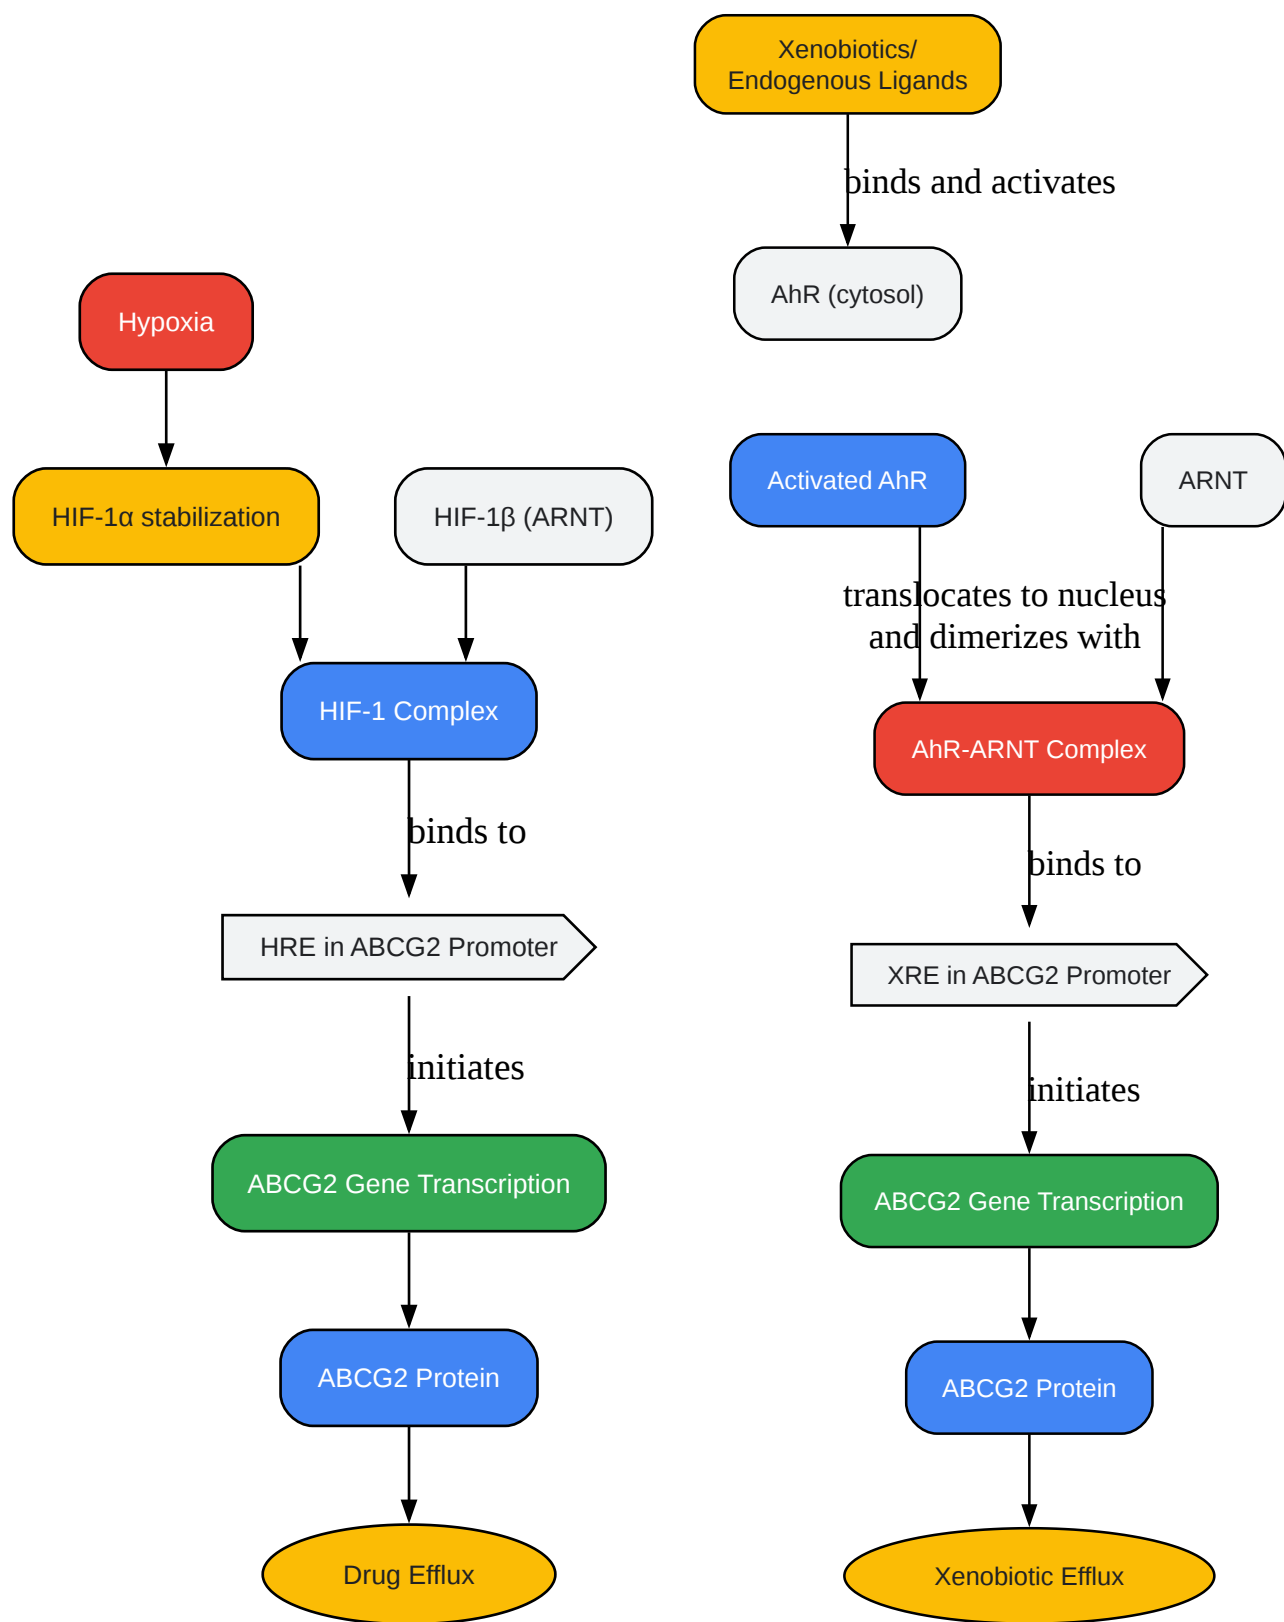 Xenobiotics/
Endogenous Ligands
binds and activates
AhR (cytosol)
Hypoxia
HIF-1α stabilization
HIF-1β (ARNT)
Activated AhR
ARNT
translocates to nucleus
and dimerizes with
HIF-1 Complex
AhR-ARNT Complex
binds to
binds to
HRE in ABCG2 Promoter
XRE in ABCG2 Promoter
initiates
initiates
ABCG2 Gene Transcription
ABCG2 Gene Transcription
ABCG2 Protein
ABCG2 Protein
Drug Efflux
Xenobiotic Efflux